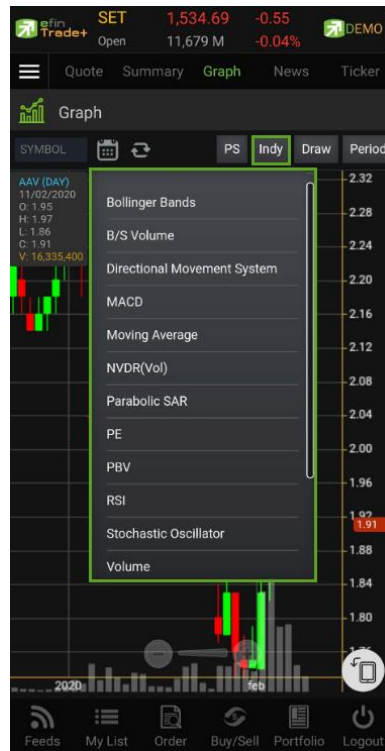 efin Trade+ SET 1,534.69 -0.55 DEMO
Open 11,679 M -0.04%
Quote Summary Graph News Ticker
Graph
SYMBOL PS Indy Draw Period
AAV (DAY)
11/02/2020
O: 1.95
H: 1.97
L: 1.86
C: 1.91
V: 16,335,400
Bollinger Bands
B/S Volume
Directional Movement System
MACD
Moving Average
NVDR(Vol)
Parabolic SAR
PE
PBV
RSI
Stochastic Oscillator
Volume
2.32
2.28
2.24
2.20
2.16
2.12
2.08
2.04
2.00
1.96
1.92
1.91
1.88
1.84
1.80
2020 feb
Feeds My List Order Buy/Sell Portfolio Logout